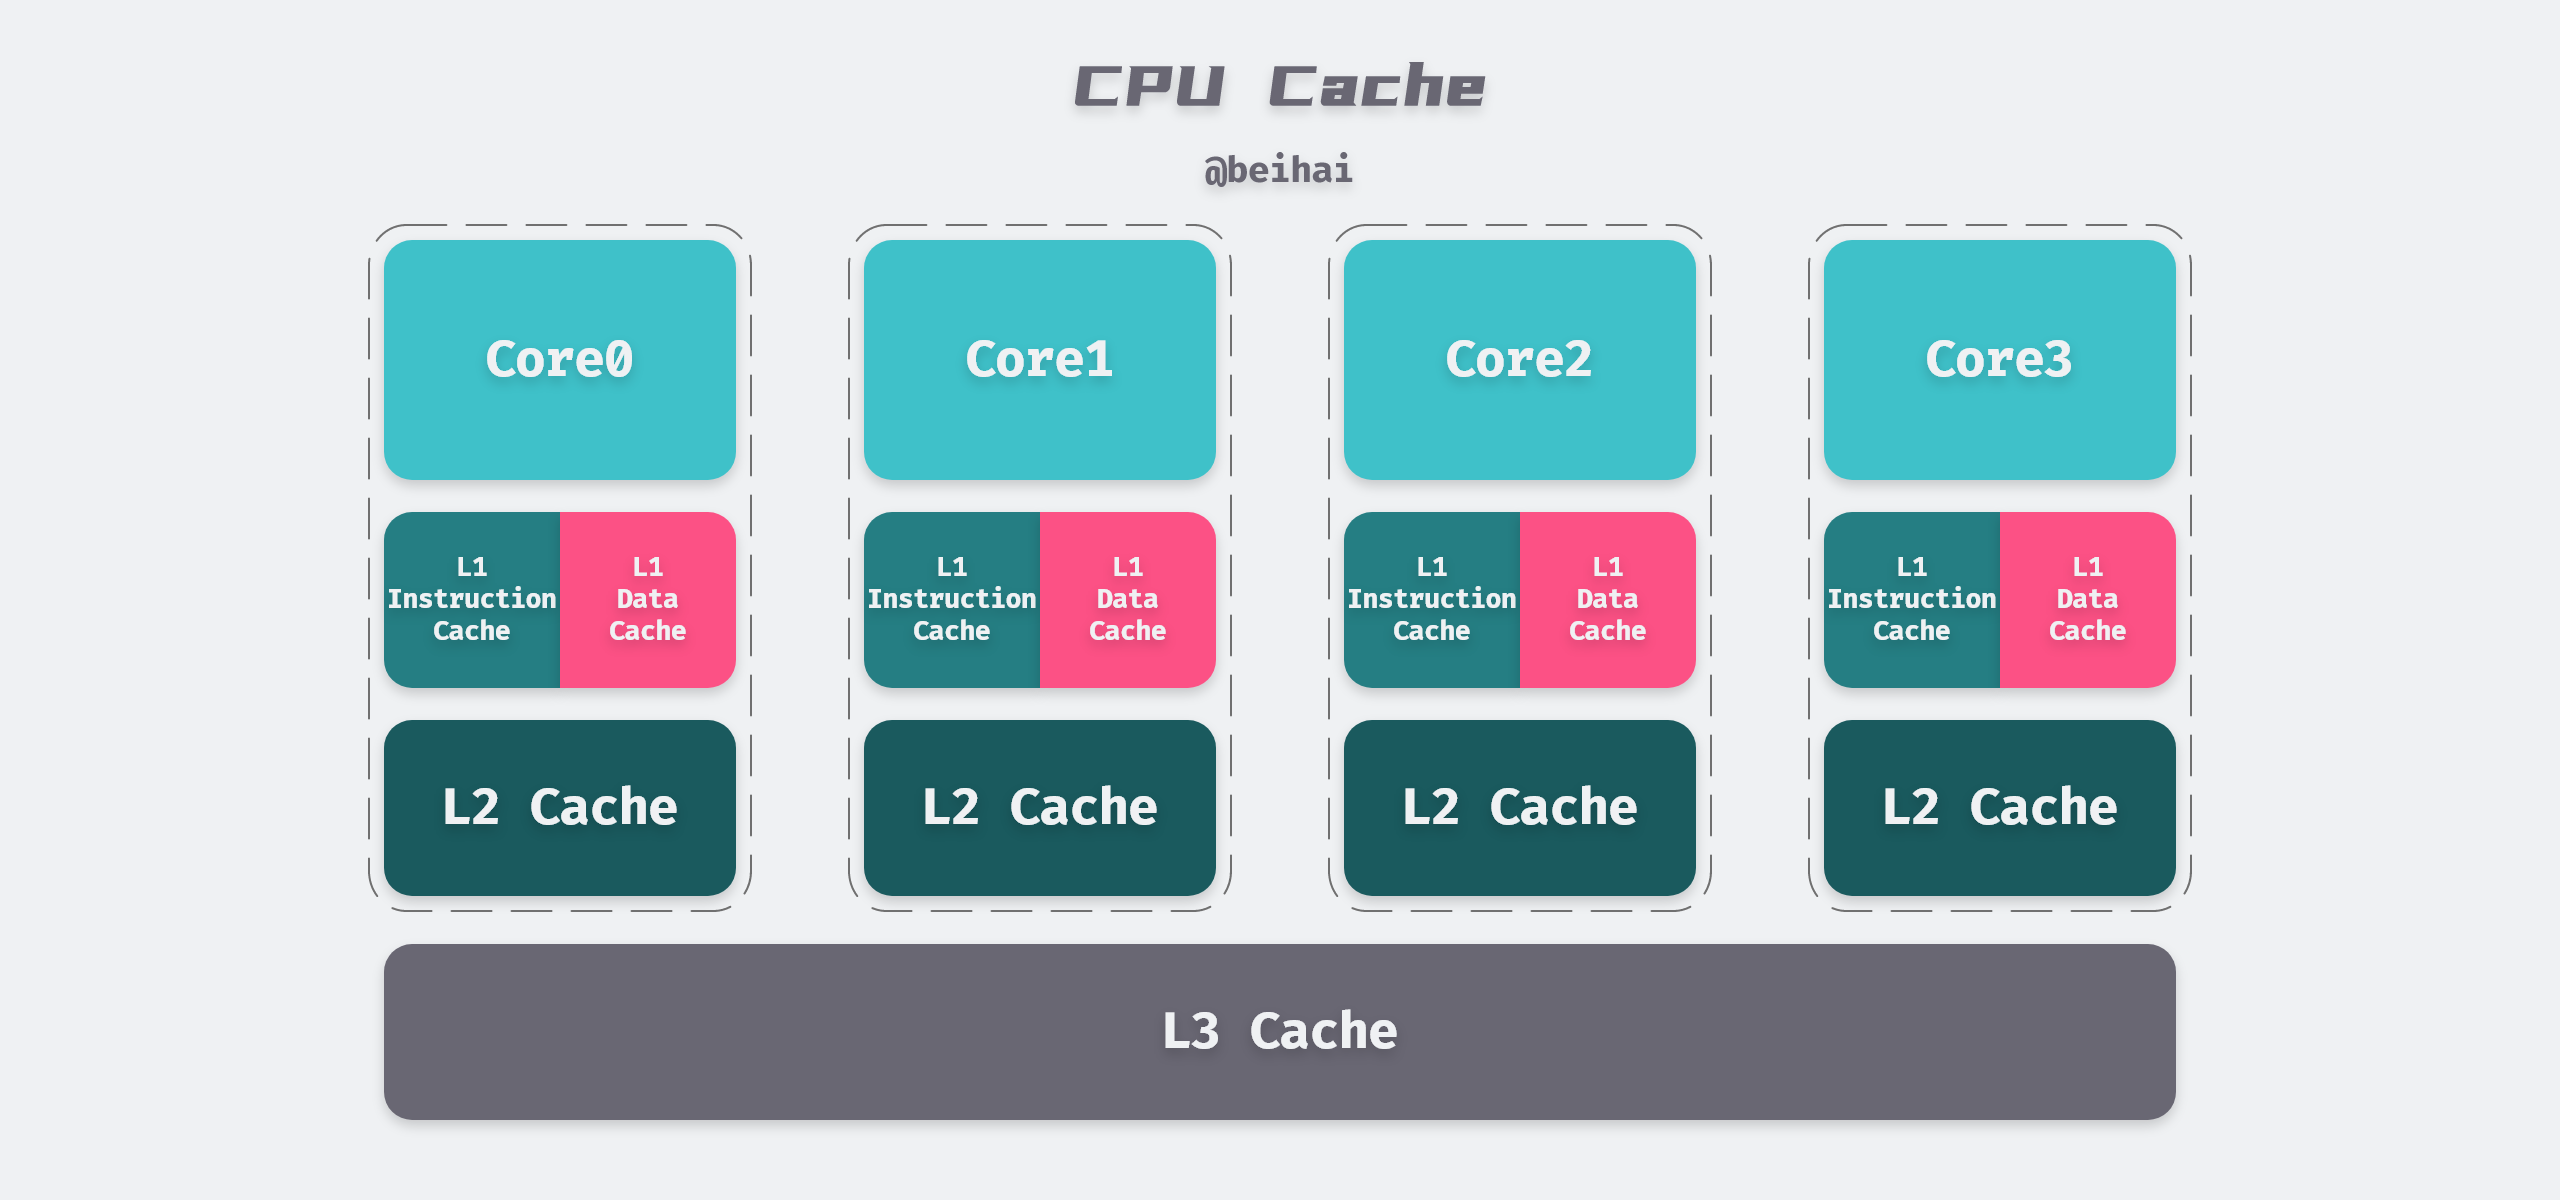 CPU Cache
@beihai
Core0
Core1
Core2
Core3
L1
Instruction
Cache
L1
Data
Cache
L1
Instruction
Cache
L1
Data
Cache
L1
Instruction
Cache
L1
Data
Cache
L1
Instruction
Cache
L1
Data
Cache
L2 Cache
L2 Cache
L2 Cache
L2 Cache
L3 Cache